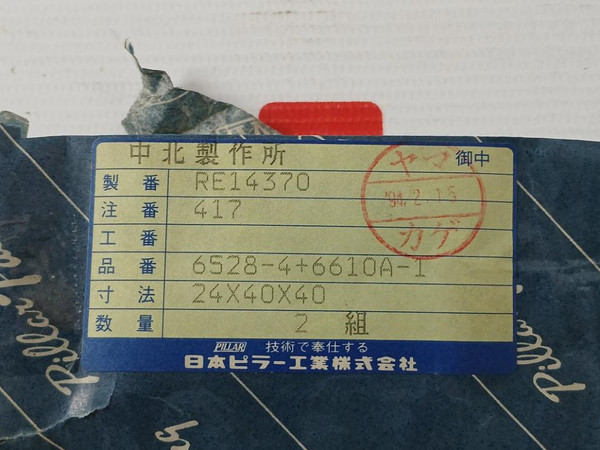 中北製作所 御中
製番 RE14370
注番 417
工番
品番 6528-4+6610A-1
寸法 24X40X40
数量 2 組
PILLAR 技術で奉仕する
日本ピラー工業株式会社
ヤマ
'94.2.15
カグ
Pillar